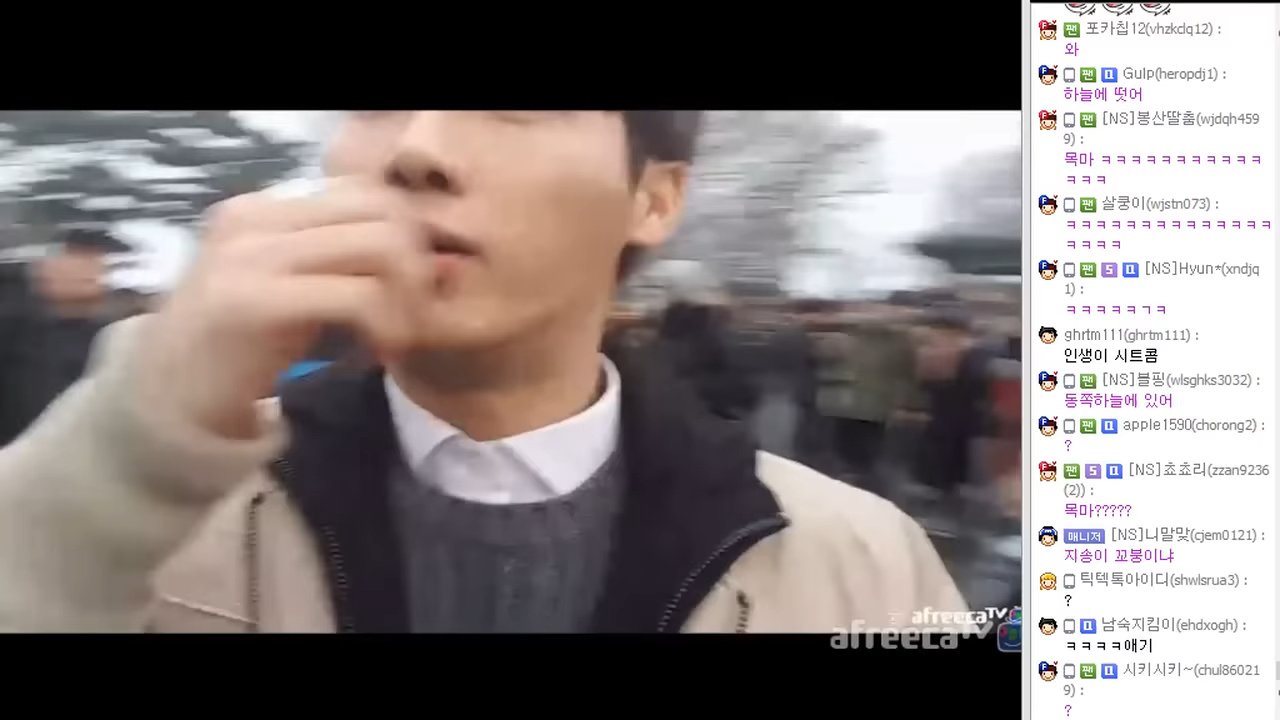 포카칩12(vhzkclq12) :
와
Gulp(heropdj1) :
하늘에 떳어
[NS]봉산딸춤(wjdqh459
9) :
목마 ㅋㅋㅋㅋㅋㅋㅋㅋㅋㅋㅋ
ㅋㅋㅋ
살쿵이(wjstn073) :
ㅋㅋㅋㅋㅋㅋㅋㅋㅋㅋㅋㅋㅋㅋ
ㅋㅋㅋㅋ
팬 S [NS]Hyun*(xndjq
1) :
ㅋㅋㅋㅋㅋㄱㅋ
ghrtm111(ghrtm111) :
인생이 시트콤
[NS]블핑(wlsghks3032) :
동쪽하늘에 있어
apple1590(chorong2) :
?
팬 S [NS]쵸쵸리(zzan9236
(2)) :
목마?????
매니저 [NS]니말맞(cjem0121) :
지송이 꼬붕이냐
틱텍톡아이디(shwlsrua3) :
?
남숙지킴이(ehdxogh) :
ㅋㅋㅋㅋ얘기
시키시키~(chul86021
9) :
?
afreecaTV
afreecaTV